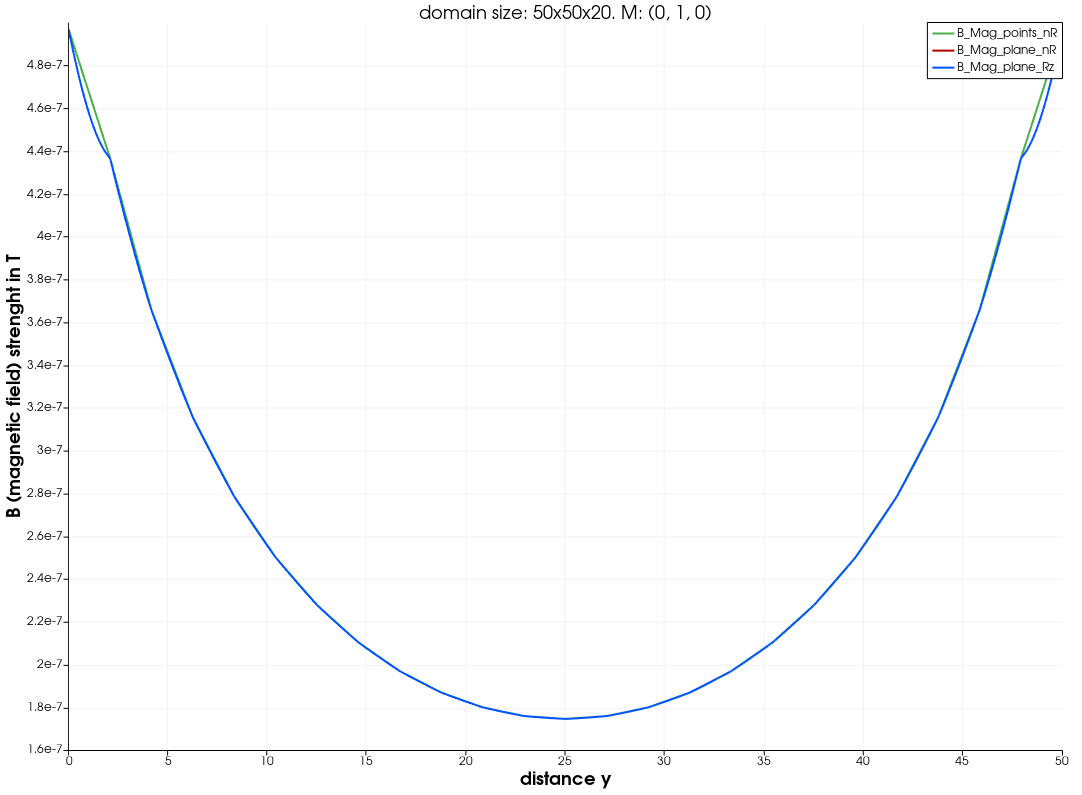 domain size: 50x50x20. M: (0, 1, 0)
B_Mag_points_nR
B_Mag_plane_nR
B_Mag_plane_Rz
B (magnetic field) strenght in T
4.8e-7
4.6e-7
4.4e-7
4.2e-7
4e-7
3.8e-7
3.6e-7
3.4e-7
3.2e-7
3e-7
2.8e-7
2.6e-7
2.4e-7
2.2e-7
2e-7
1.8e-7
1.6e-7
0 5 10 15 20 25 30 35 40 45 50
distance y